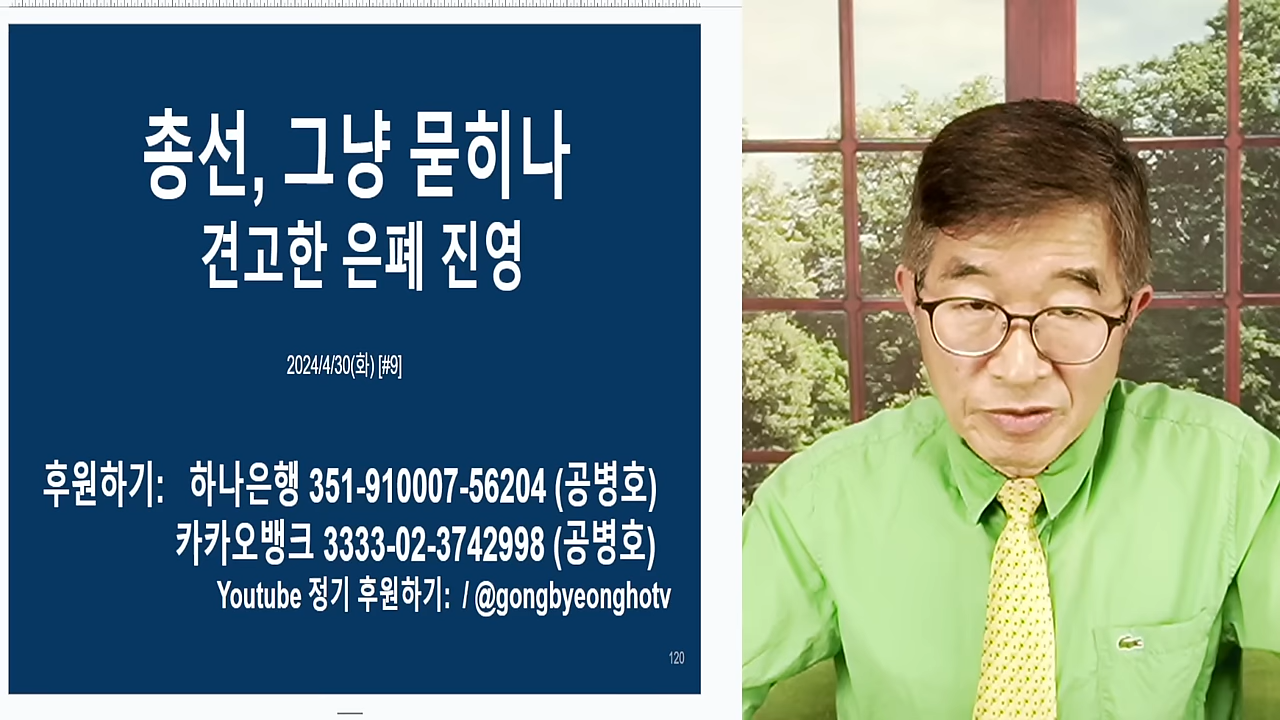 총선, 그냥 묻히나
견고한 은폐 진영
2024/4/30(화) [#9]
후원하기: 하나은행 351-910007-56204 (공병호)
카카오뱅크 3333-02-3742998 (공병호)
Youtube 정기 후원하기: / @gongbyeonghotv
120